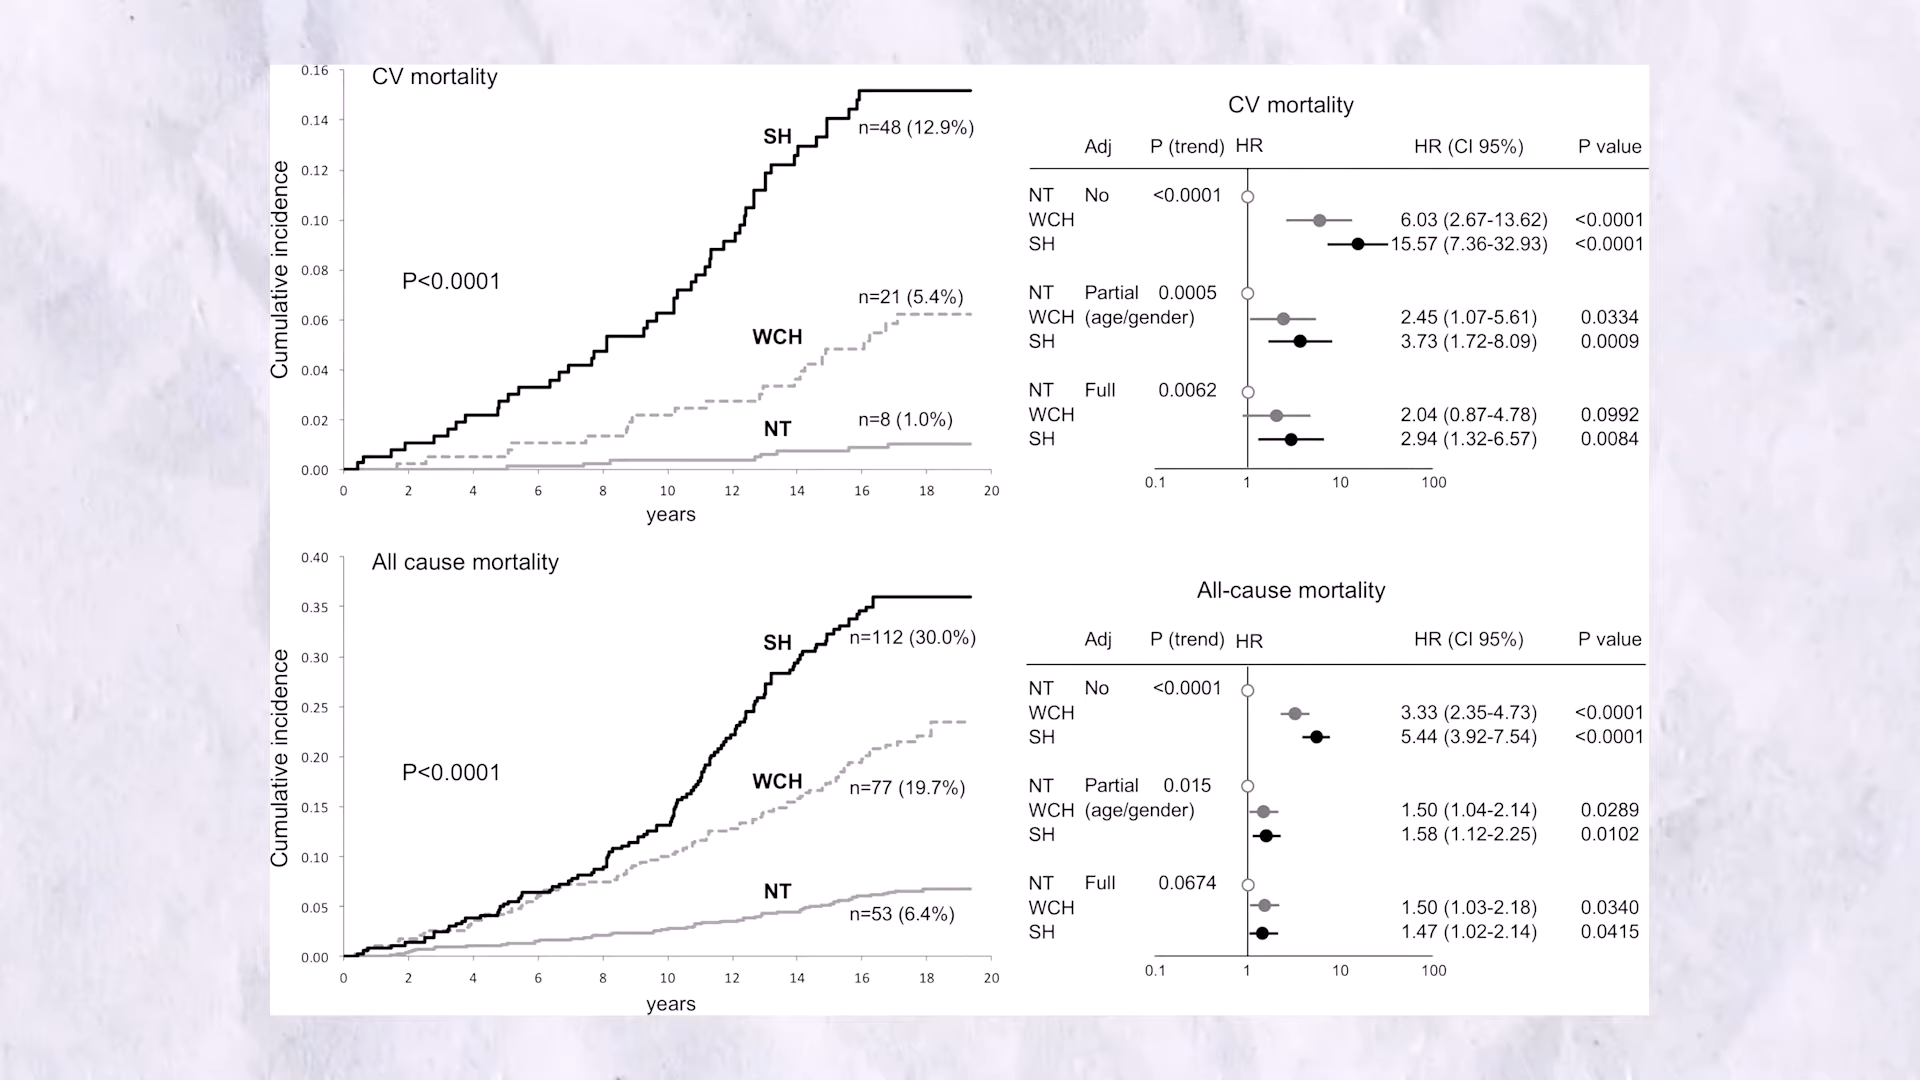 CV mortality
Cumulative incidence
0.16
0.14
0.12
0.10
0.08
0.06
0.04
0.02
0.00
SH
n=48 (12.9%)
P<0.0001
n=21 (5.4%)
WCH
n=8 (1.0%)
NT
0 2 4 6 8 10 12 14 16 18 20
years
CV mortality
Adj P (trend) HR HR (CI 95%) P value
NT No <0.0001
WCH 6.03 (2.67-13.62) <0.0001
SH 15.57 (7.36-32.93) <0.0001
NT Partial 0.0005
WCH (age/gender) 2.45 (1.07-5.61) 0.0334
SH 3.73 (1.72-8.09) 0.0009
NT Full 0.0062
WCH 2.04 (0.87-4.78) 0.0992
SH 2.94 (1.32-6.57) 0.0084
0.1 1 10 100
All cause mortality
Cumulative incidence
0.40
0.35
0.30
0.25
0.20
0.15
0.10
0.05
0.00
SH
n=112 (30.0%)
P<0.0001
WCH
n=77 (19.7%)
NT
n=53 (6.4%)
0 2 4 6 8 10 12 14 16 18 20
years
All-cause mortality
Adj P (trend) HR HR (CI 95%) P value
NT No <0.0001
WCH 3.33 (2.35-4.73) <0.0001
SH 5.44 (3.92-7.54) <0.0001
NT Partial 0.015
WCH (age/gender) 1.50 (1.04-2.14) 0.0289
SH 1.58 (1.12-2.25) 0.0102
NT Full 0.0674
WCH 1.50 (1.03-2.18) 0.0340
SH 1.47 (1.02-2.14) 0.0415
0.1 1 10 100